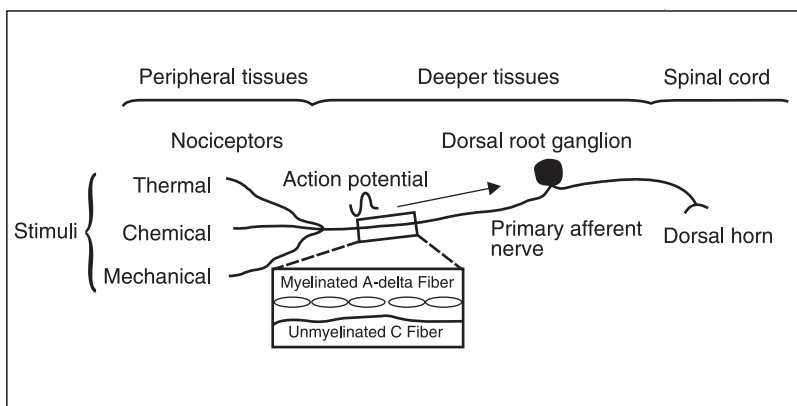 Peripheral tissues
Deeper tissues
Spinal cord
Nociceptors
Dorsal root ganglion
Thermal
Action potential
Stimuli
Chemical
Primary afferent
nerve
Dorsal horn
Mechanical
Myelinated A-delta Fiber
Unmyelinated C Fiber